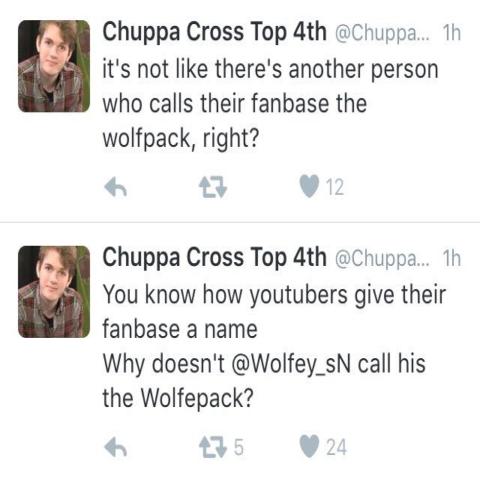 Chuppa Cross Top 4th @Chuppa... 1h
it's not like there's another person
who calls their fanbase the
wolfpack, right?
12
Chuppa Cross Top 4th @Chuppa... 1h
You know how youtubers give their
fanbase a name
Why doesn't @Wolfey_sN call his
the Wolfepack?
5 24